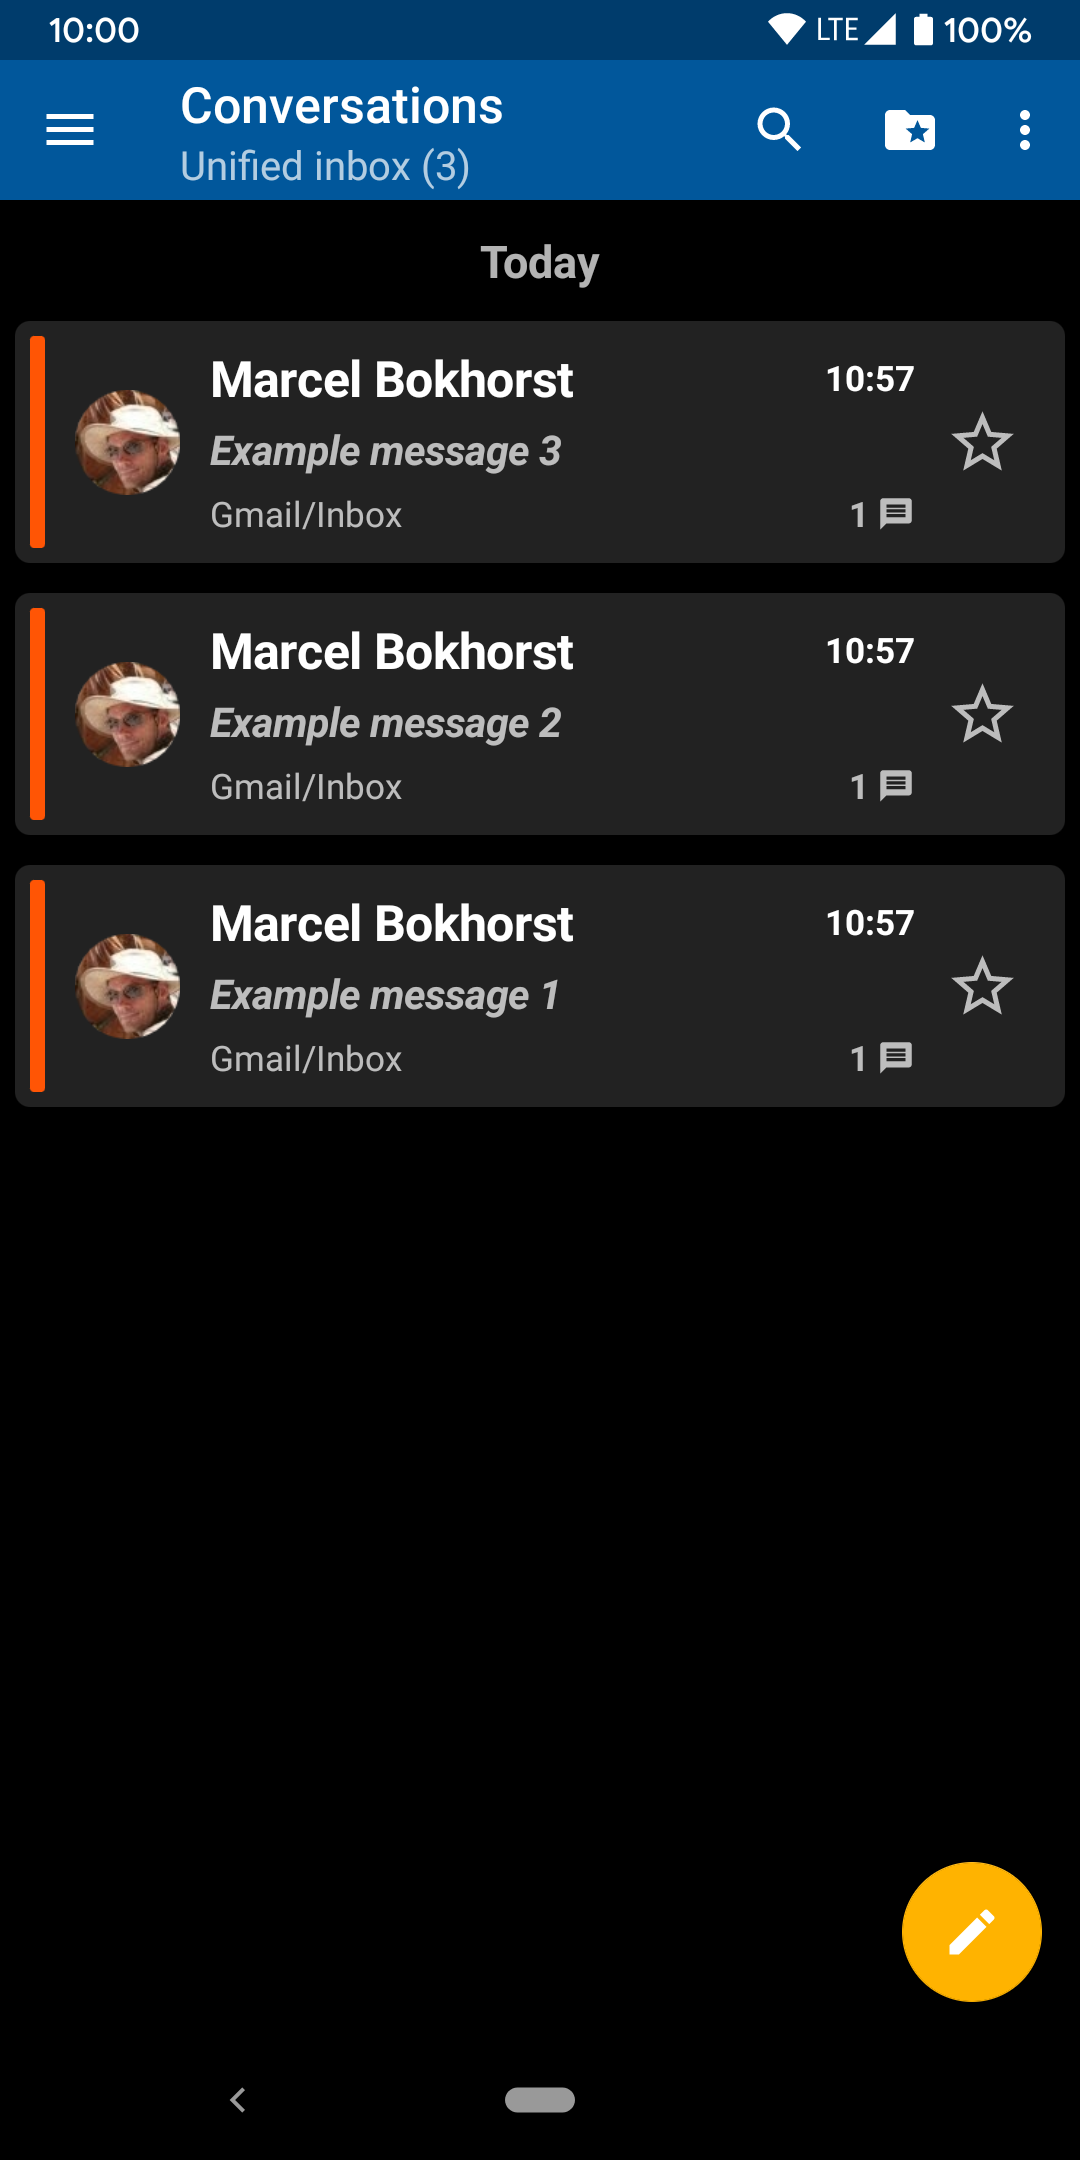 10:00 LTE 100%
Conversations
Unified inbox (3)
Today
Marcel Bokhorst 10:57
Example message 3
Gmail/Inbox 1
Marcel Bokhorst 10:57
Example message 2
Gmail/Inbox 1
Marcel Bokhorst 10:57
Example message 1
Gmail/Inbox 1